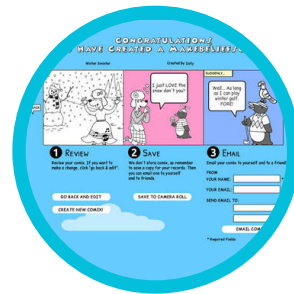 CONGRATULATIONS
HAVE CREATED A MAKEBELIEFS
Winter Smarter
Created By Sally
I just LOVE the
snow don't you?
SUDDENLY...
Well... As long
as I can play
winter golf,
FORE!
1 REVIEW
Review your comic. If you want to
make a change, click "go back & edit".
GO BACK AND EDIT
CREATE NEW COMIX!
2 SAVE
We don't store comix, so remember
to save a copy for your records. Then
you can email one to yourself
and to friends.
SAVE TO CAMERA ROLL
3 EMAIL
Email your comix to yourself and to a friend!
FROM
YOUR NAME:
YOUR EMAIL:
SEND EMAIL TO:
EMAIL COM
* Required Fields